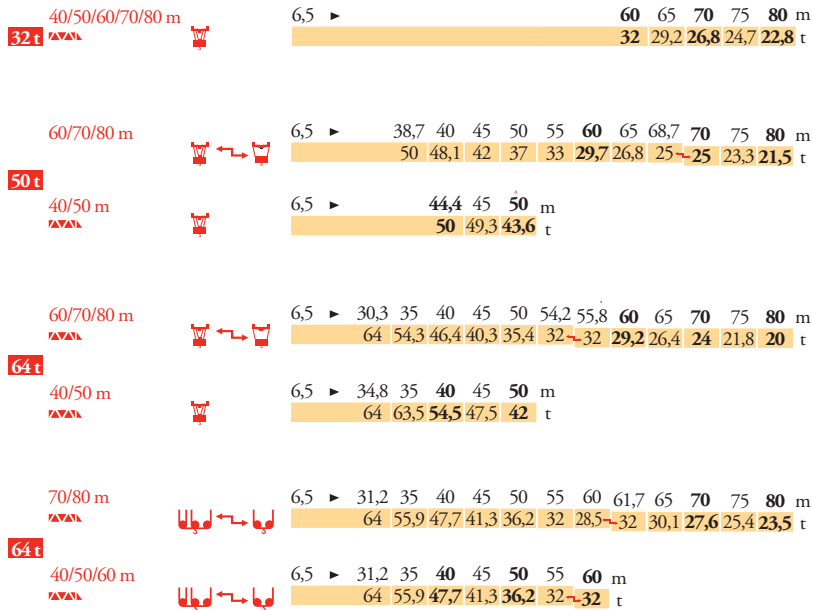 40/50/60/70/80 m 6,5 ► 60 65 70 75 80 m
32 t 32 29,2 26,8 24,7 22,8 t
60/70/80 m 6,5 ► 38,7 40 45 50 55 60 65 68,7 70 75 80 m
50 48,1 42 37 33 29,7 26,8 25 25 23,3 21,5 t
50 t
40/50 m 6,5 ► 44,4 45 50 m
50 49,3 43,6 t
60/70/80 m 6,5 ► 30,3 35 40 45 50 54,2 55,8 60 65 70 75 80 m
64 54,3 46,4 40,3 35,4 32 32 29,2 26,4 24 21,8 20 t
64 t
40/50 m 6,5 ► 34,8 35 40 45 50 m
64 63,5 54,5 47,5 42 t
70/80 m 6,5 ► 31,2 35 40 45 50 55 60 61,7 65 70 75 80 m
64 55,9 47,7 41,3 36,2 32 28,5 32 30,1 27,6 25,4 23,5 t
64 t
40/50/60 m 6,5 ► 31,2 35 40 45 50 55 60 m
64 55,9 47,7 41,3 36,2 32 32 t